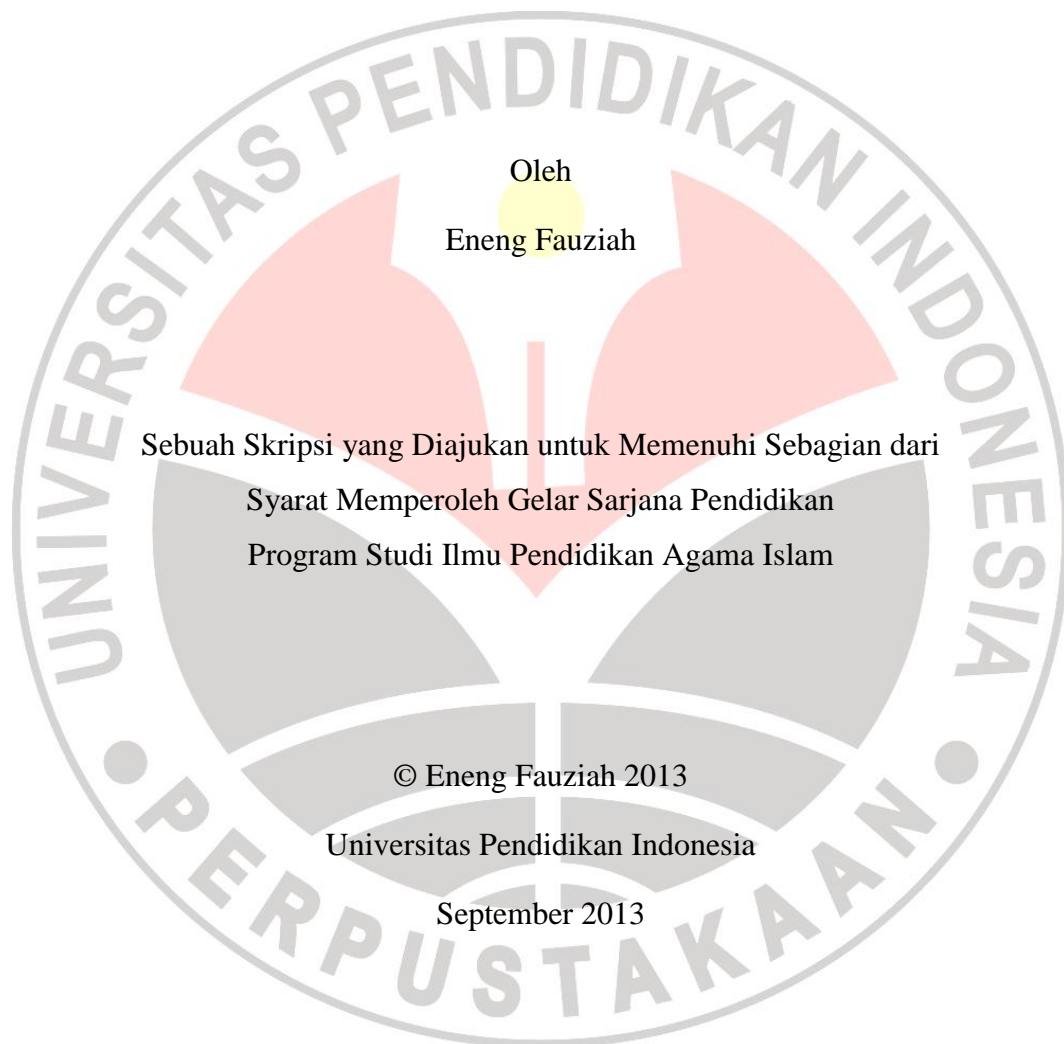 UNIVERSITAS PENDIDIKAN INDONESIA
Oleh
Eneng Fauziah
Sebuah Skripsi yang Diajukan untuk Memenuhi Sebagian dari
Syarat Memperoleh Gelar Sarjana Pendidikan
Program Studi Ilmu Pendidikan Agama Islam
© Eneng Fauziah 2013
Universitas Pendidikan Indonesia
September 2013
PERPUSTAKAAN